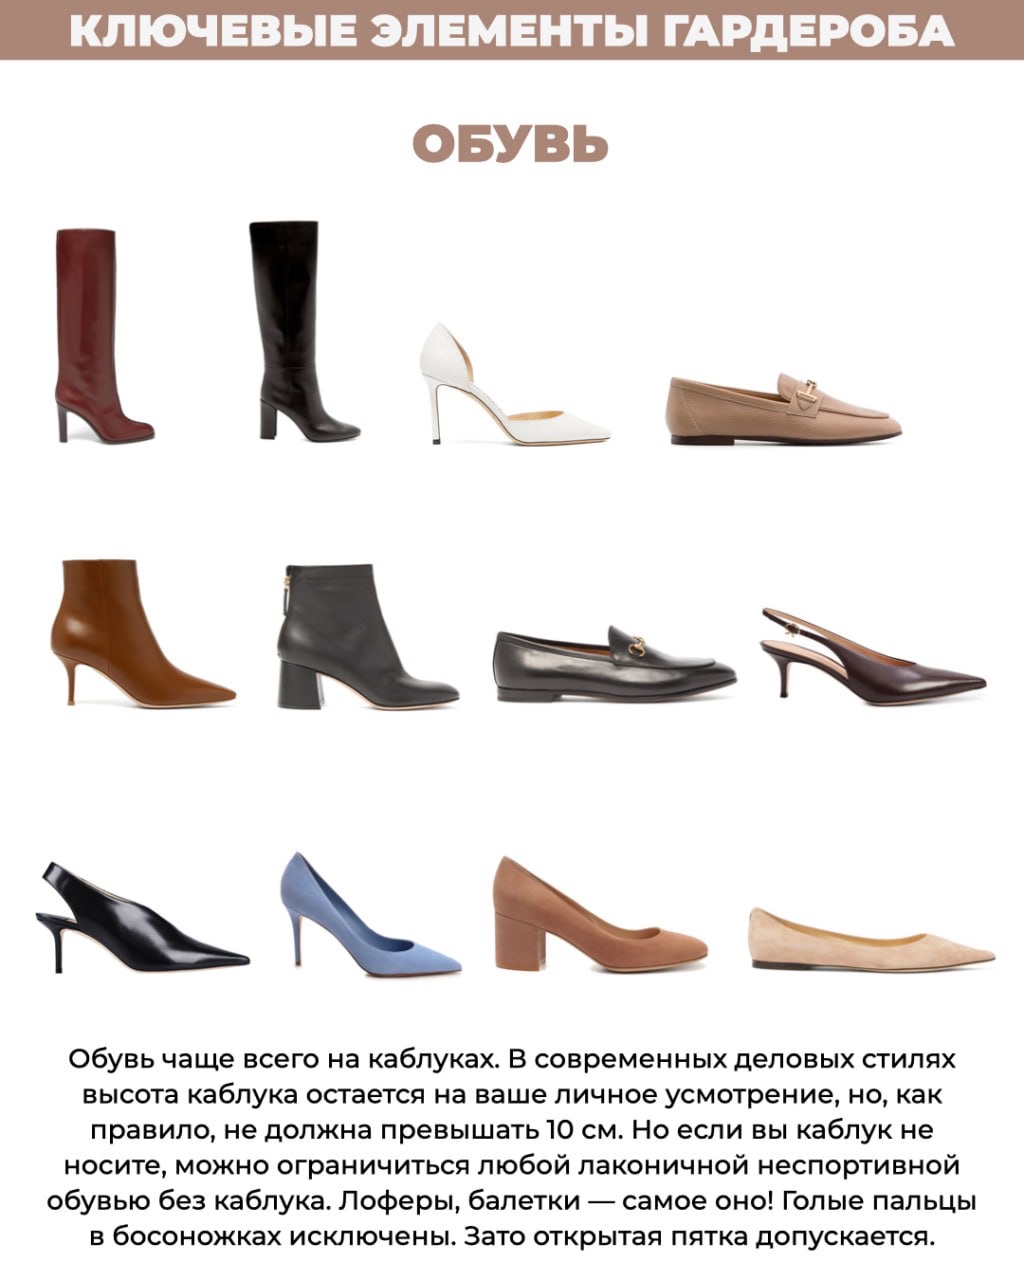 КЛЮЧЕВЫЕ ЭЛЕМЕНТЫ ГАРДЕРОБА
ОБУВЬ
Обувь чаще всего на каблуках. В современных деловых стилях
высота каблука остается на ваше личное усмотрение, но, как
правило, не должна превышать 10 см. Но если вы каблук не
носите, можно ограничиться любой лаконичной неспортивной
обувью без каблука. Лоферы, балетки — самое оно! Голые пальцы
в босоножках исключены. Зато открытая пятка допускается.